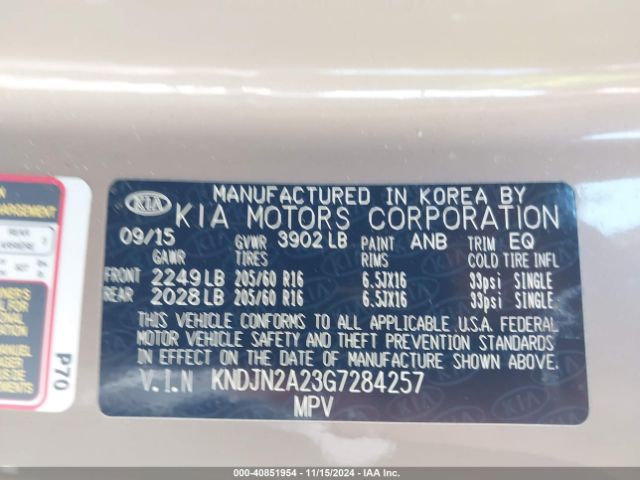 MANUFACTURED IN KOREA BY
KIA KIA MOTORS CORPORATION
09/15 GVWR 3902 LB PAINT ANB TRIM EQ
GAWR TIRES RIMS COLD TIRE INFL
FRONT 2249 LB 205/60 R16 6.5JX16 33psi SINGLE
REAR 2028 LB 205/60 R16 6.5JX16 33psi SINGLE
THIS VEHICLE CONFORMS TO ALL APPLICABLE U.S.A. FEDERAL
MOTOR VEHICLE SAFETY AND THEFT PREVENTION STANDARDS
IN EFFECT ON THE DATE OF MANUFACTURE SHOWN ABOVE.
V.I.N KNDJN2A23G7284257
MPV
REAR
P70
000-40851954 - 11/15/2024 - IAA Inc.